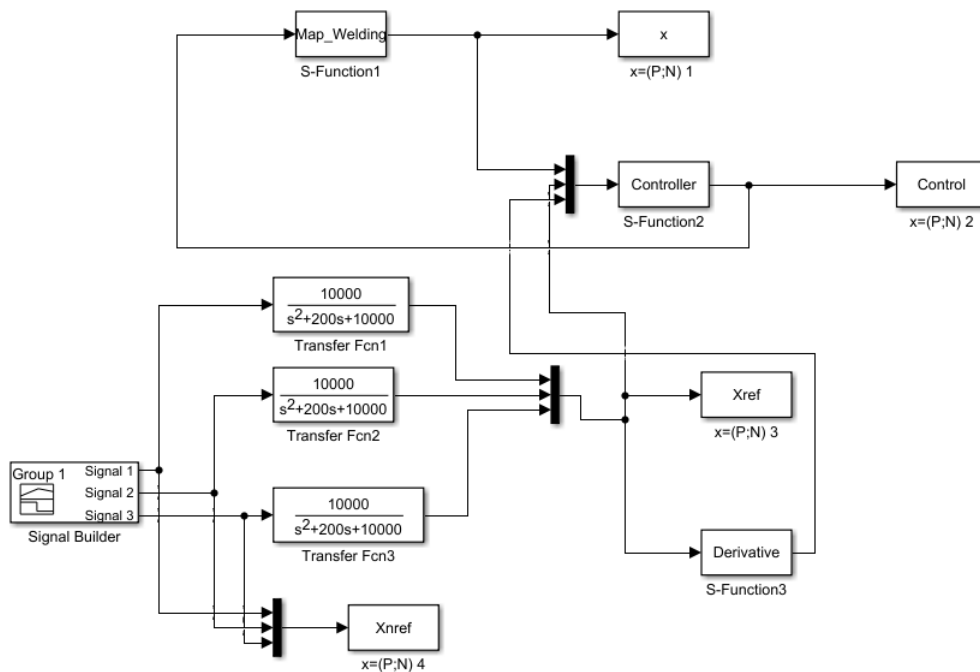 Map_Welding
S-Function1
x
x=(P;N) 1
Controller
S-Function2
Control
x=(P;N) 2
10000
s2+200s+10000
Transfer Fcn1
10000
s2+200s+10000
Transfer Fcn2
Xref
x=(P;N) 3
Group 1
Signal 1
Signal 2
Signal 3
Signal Builder
10000
s2+200s+10000
Transfer Fcn3
Derivative
S-Function3
Xnref
x=(P;N) 4